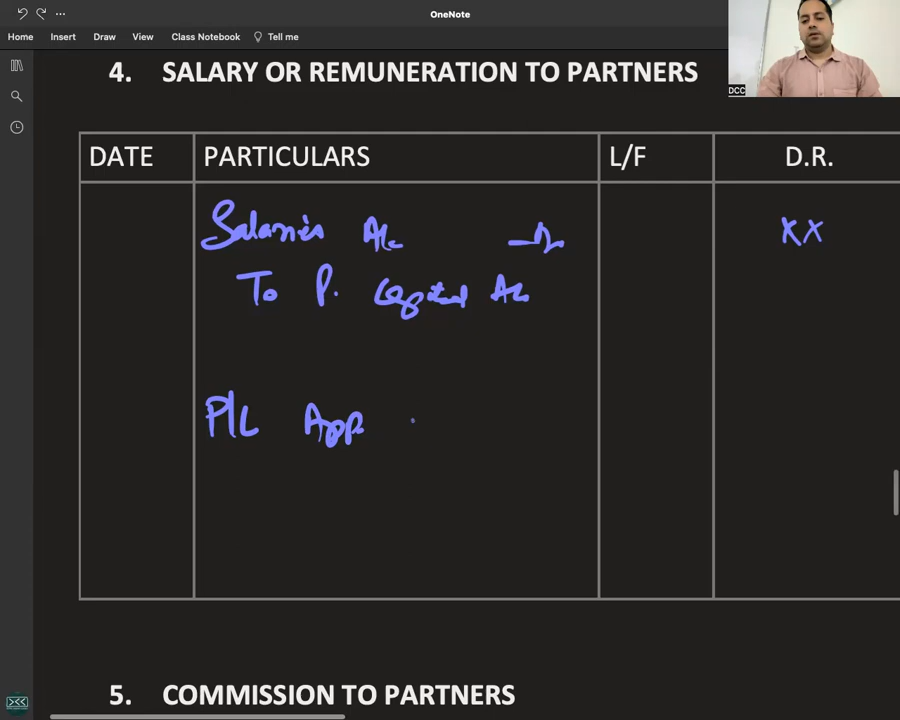 OneNote
Home Insert Draw View Class Notebook Tell me
DCC
4. SALARY OR REMUNERATION TO PARTNERS
DATE PARTICULARS L/F D.R.
Salaries A/c Dr XX
To P. Capital A/c
P/L App.
5. COMMISSION TO PARTNERS